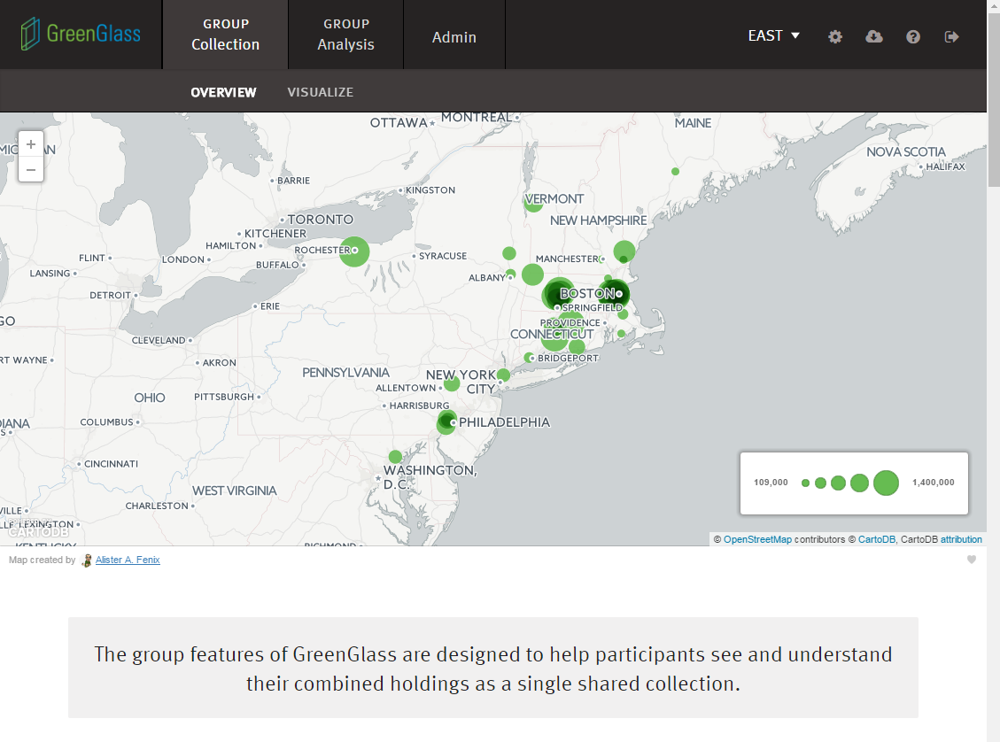 GreenGlass
GROUP
Collection
GROUP
Analysis
Admin
EAST
OVERVIEW
VISUALIZE
+
−
OTTAWA
MONTREAL
MAINE
NOVA SCOTIA
HALIFAX
BARRIE
KINGSTON
VERMONT
NEW HAMPSHIRE
TORONTO
KITCHENER
HAMILTON
ROCHESTER
SYRACUSE
MANCHESTER
FLINT
LONDON
BUFFALO
LANSING
ALBANY
DETROIT
BOSTON
ERIE
SPRINGFIELD
PROVIDENCE
CONNECTICUT
CLEVELAND
BRIDGEPORT
RT WAYNE
AKRON
PENNSYLVANIA
NEW YORK
CITY
ALLENTOWN
OHIO
PITTSBURGH
HARRISBURG
DIANA
COLUMBUS
PHILADELPHIA
CINCINNATI
WASHINGTON,
D.C.
WEST VIRGINIA
CHARLESTON
109,000
1,400,000
LEXINGTON
CARTODB
KENTUCKY
RICHMOND
© OpenStreetMap contributors © CartoDB, CartoDB attribution
Map created by Alister A. Fenix
The group features of GreenGlass are designed to help participants see and understand
their combined holdings as a single shared collection.